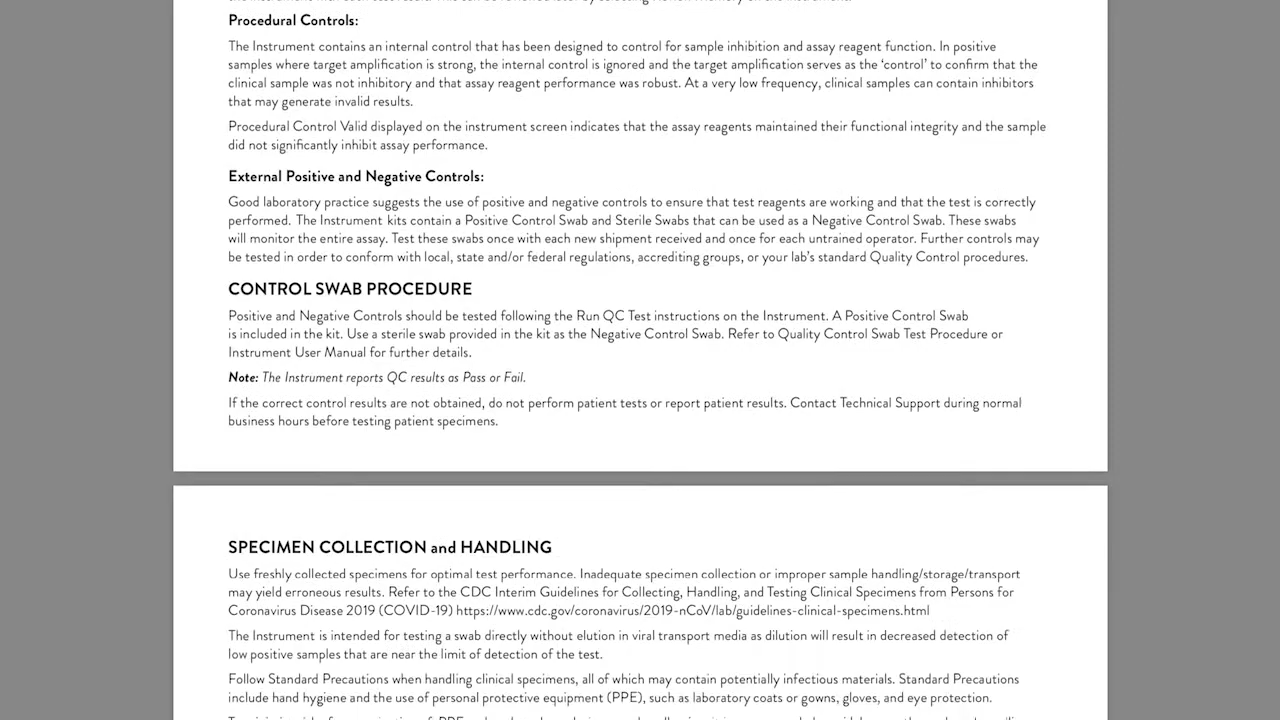 Procedural Controls:
The Instrument contains an internal control that has been designed to control for sample inhibition and assay reagent function. In positive
samples where target amplification is strong, the internal control is ignored and the target amplification serves as the ‘control’ to confirm that the
clinical sample was not inhibitory and that assay reagent performance was robust. At a very low frequency, clinical samples can contain inhibitors
that may generate invalid results.
Procedural Control Valid displayed on the instrument screen indicates that the assay reagents maintained their functional integrity and the sample
did not significantly inhibit assay performance.
External Positive and Negative Controls:
Good laboratory practice suggests the use of positive and negative controls to ensure that test reagents are working and that the test is correctly
performed. The Instrument kits contain a Positive Control Swab and Sterile Swabs that can be used as a Negative Control Swab. These swabs
will monitor the entire assay. Test these swabs once with each new shipment received and once for each untrained operator. Further controls may
be tested in order to conform with local, state and/or federal regulations, accrediting groups, or your lab’s standard Quality Control procedures.
CONTROL SWAB PROCEDURE
Positive and Negative Controls should be tested following the Run QC Test instructions on the Instrument. A Positive Control Swab
is included in the kit. Use a sterile swab provided in the kit as the Negative Control Swab. Refer to Quality Control Swab Test Procedure or
Instrument User Manual for further details.
Note: The Instrument reports QC results as Pass or Fail.
If the correct control results are not obtained, do not perform patient tests or report patient results. Contact Technical Support during normal
business hours before testing patient specimens.
SPECIMEN COLLECTION and HANDLING
Use freshly collected specimens for optimal test performance. Inadequate specimen collection or improper sample handling/storage/transport
may yield erroneous results. Refer to the CDC Interim Guidelines for Collecting, Handling, and Testing Clinical Specimens from Persons for
Coronavirus Disease 2019 (COVID-19) https://www.cdc.gov/coronavirus/2019-nCoV/lab/guidelines-clinical-specimens.html
The Instrument is intended for testing a swab directly without elution in viral transport media as dilution will result in decreased detection of
low positive samples that are near the limit of detection of the test.
Follow Standard Precautions when handling clinical specimens, all of which may contain potentially infectious materials. Standard Precautions
include hand hygiene and the use of personal protective equipment (PPE), such as laboratory coats or gowns, gloves, and eye protection.